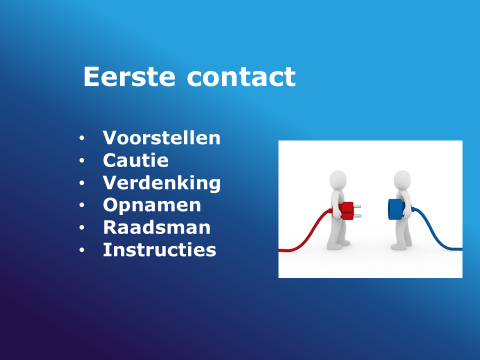 Eerste contact
• Voorstellen
• Cautie
• Verdenking
• Opnamen
• Raadsman
• Instructies